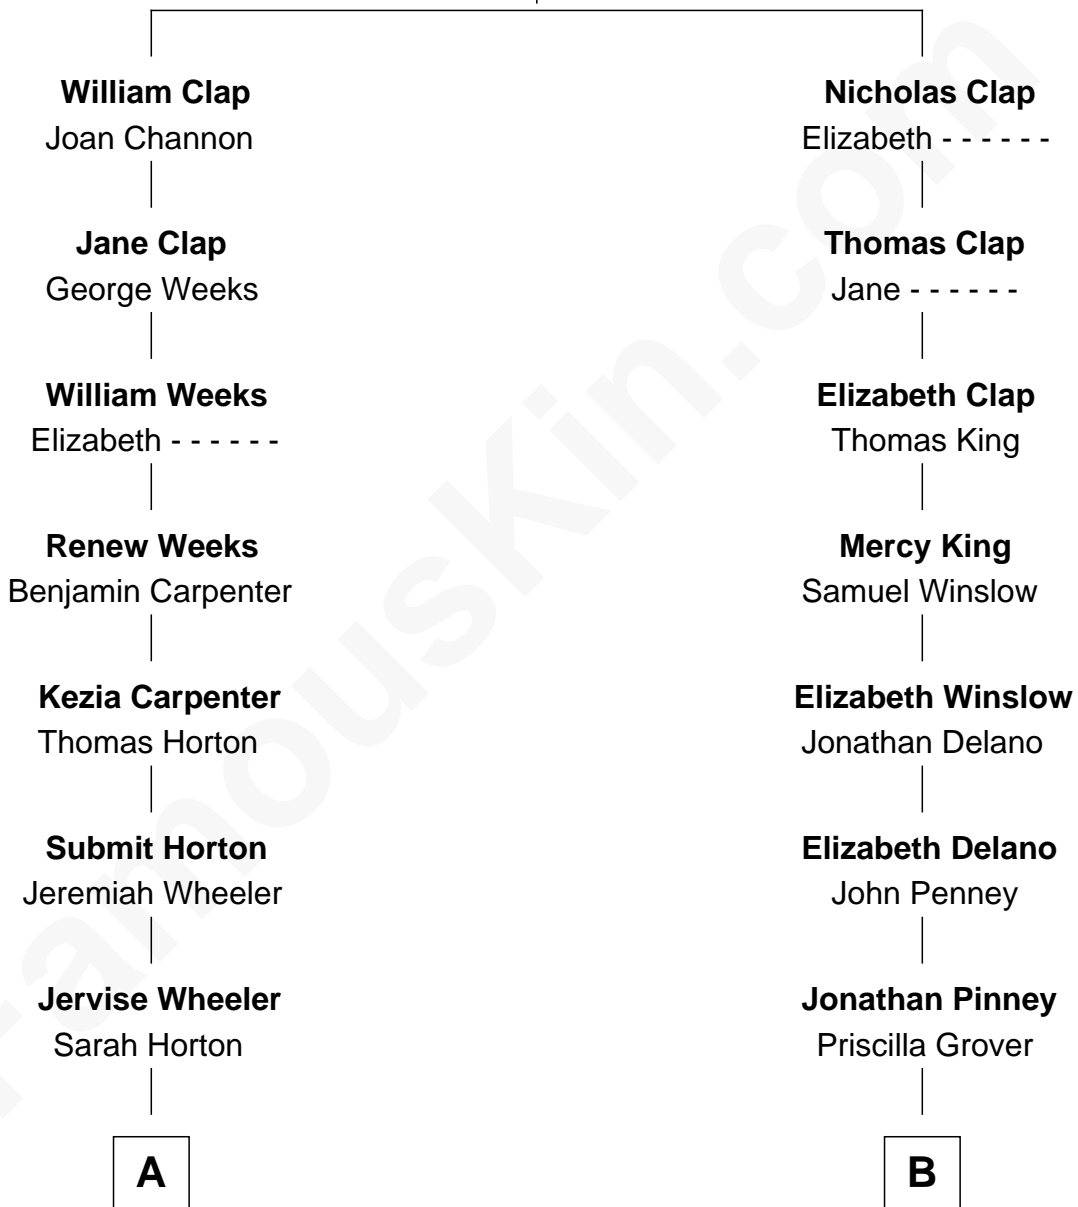 William Clap
Joan Channon
Jane Clap
George Weeks
William Weeks
Elizabeth - - - - - -
Renew Weeks
Benjamin Carpenter
Kezia Carpenter
Thomas Horton
Submit Horton
Jeremiah Wheeler
Jervise Wheeler
Sarah Horton
A
Nicholas Clap
Elizabeth - - - - - -
Thomas Clap
Jane - - - - - -
Elizabeth Clap
Thomas King
Mercy King
Samuel Winslow
Elizabeth Winslow
Jonathan Delano
Elizabeth Delano
John Penney
Jonathan Pinney
Priscilla Grover
B
FamousKin.com